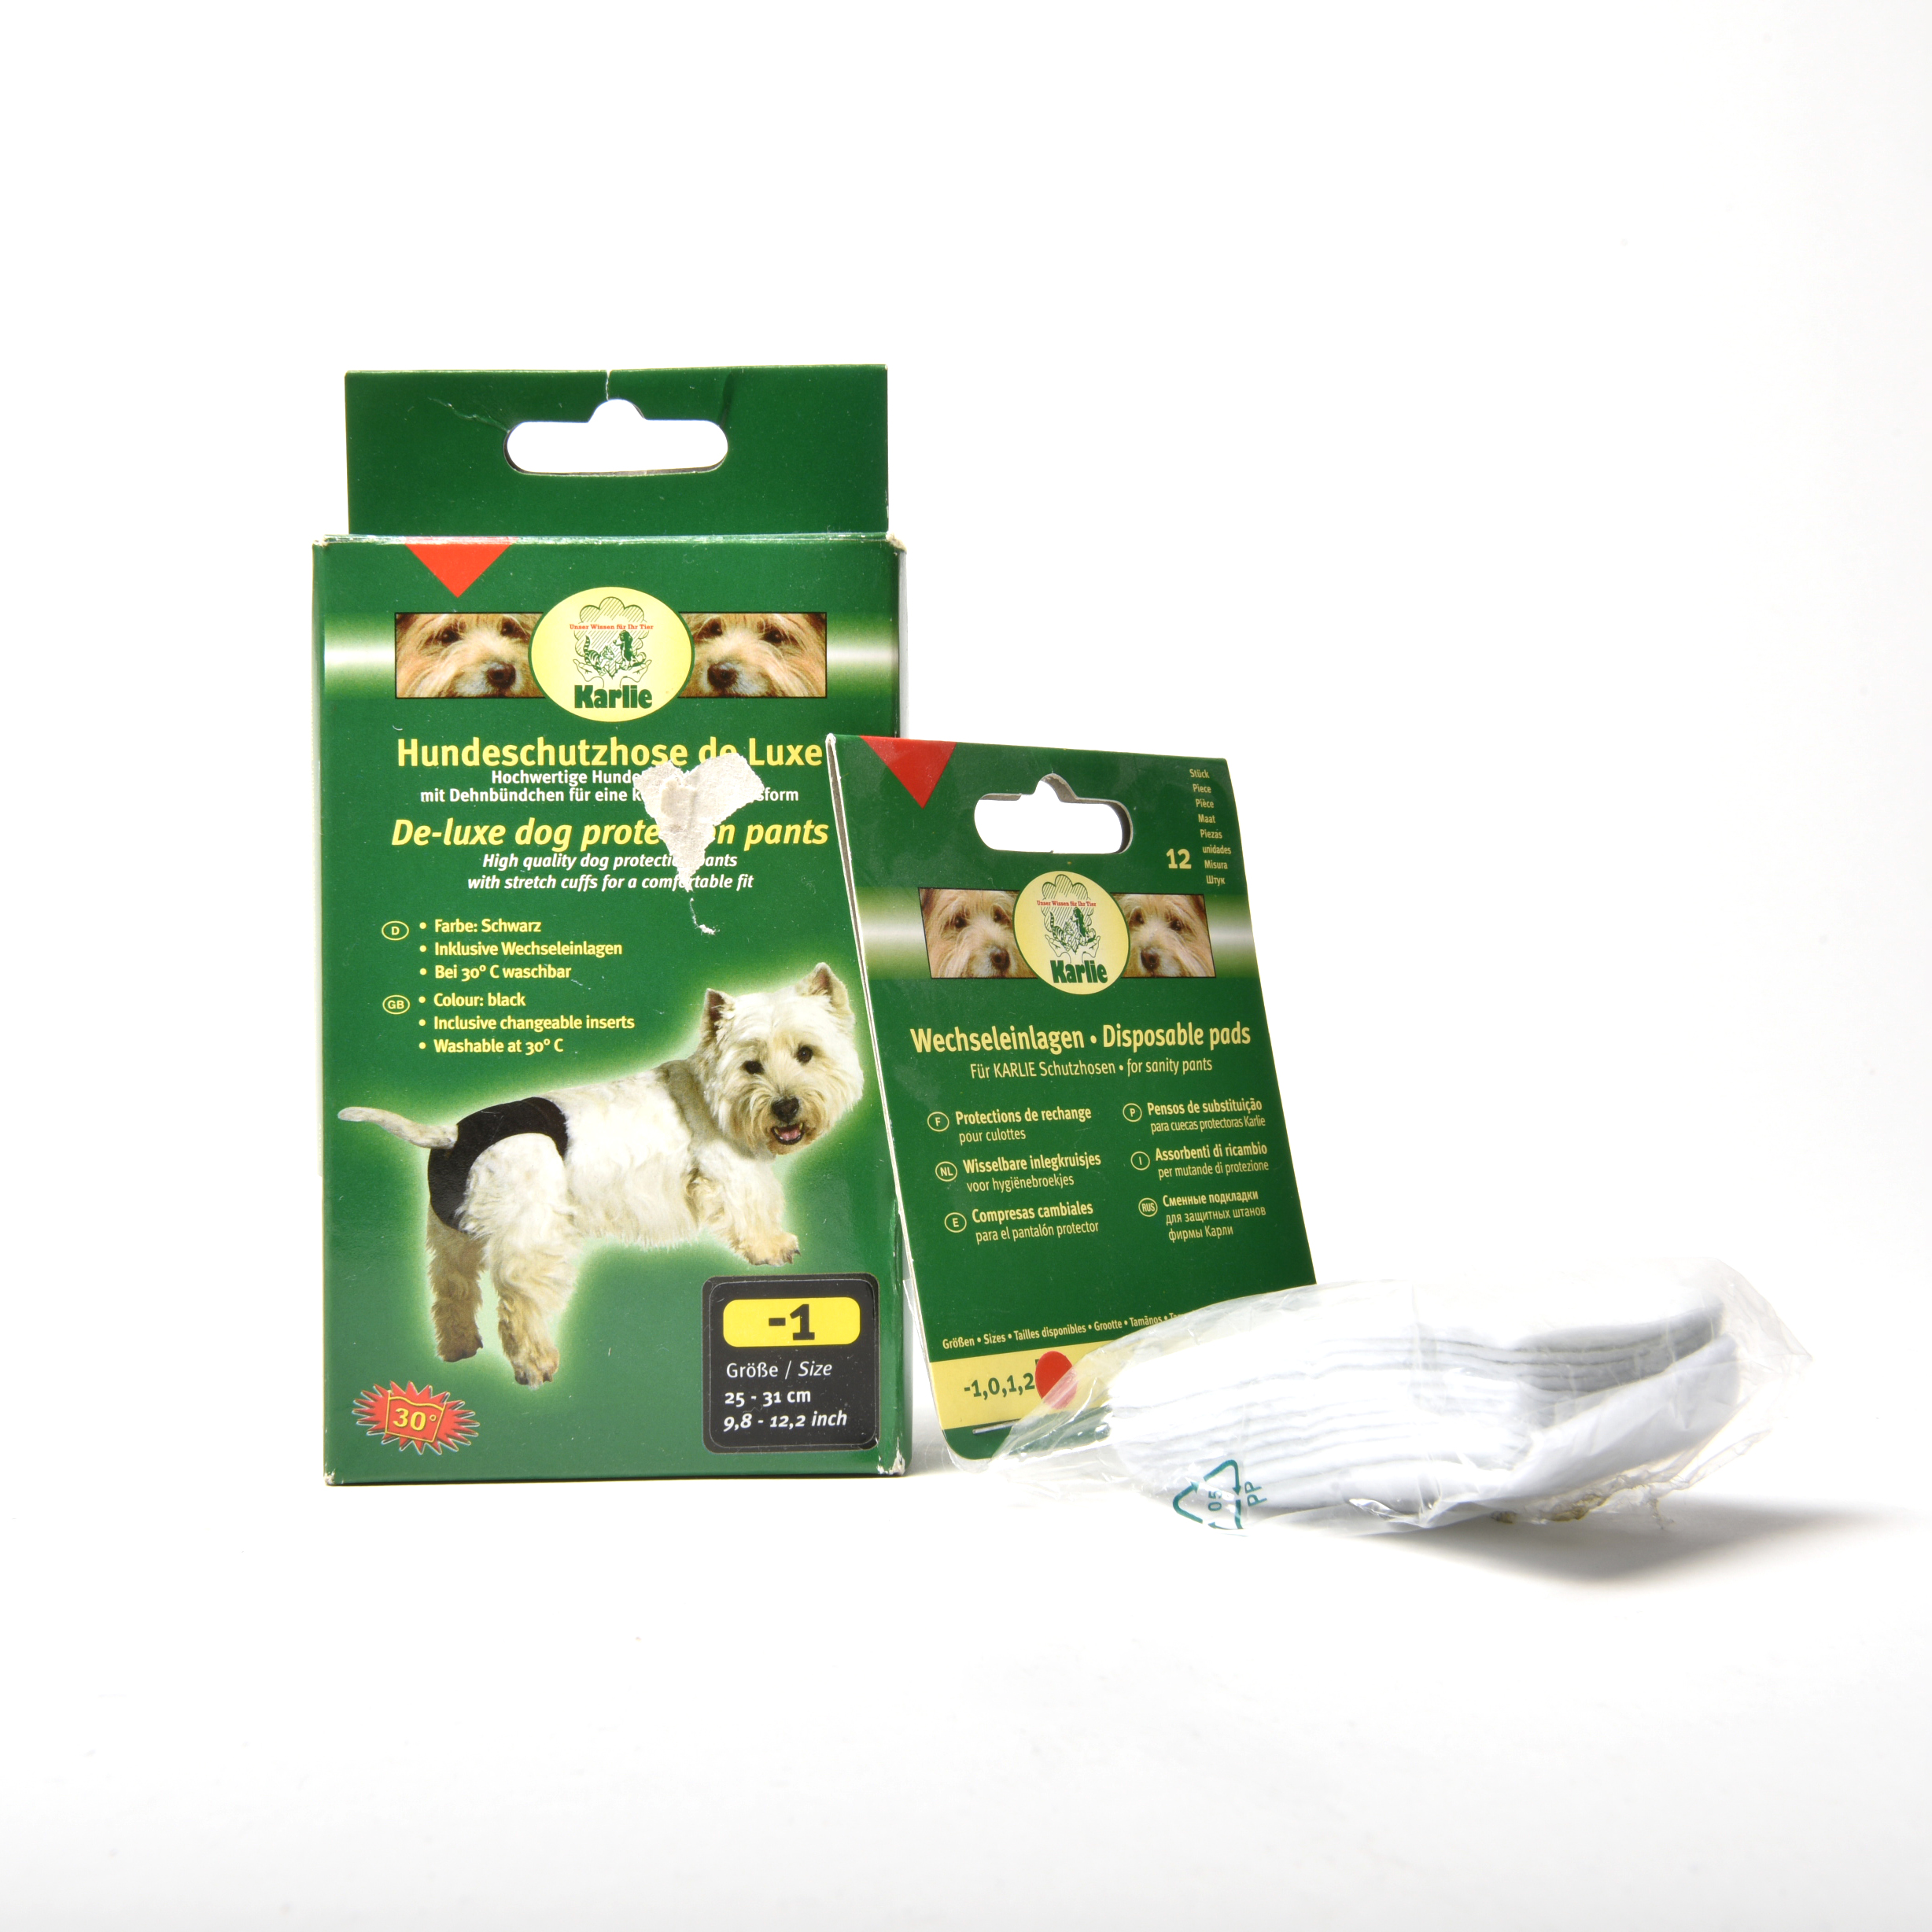 Unser Wissen für Ihr Tier
Karlie
Hundeschutzhose de Luxe
Hochwertige
mit Dehnbündchen für eine
De-luxe dog pants
High quality dog
with stretch cuffs for a comfortable fit
D
• Farbe: Schwarz
• Inklusive Wechseleinlagen
• Bei 30° C waschbar
GB
• Colour: black
• Inclusive changeable inserts
• Washable at 30° C
-1
Größe / Size
25 - 31 cm
9,8 - 12,2 inch
30°
12
Stück
Piece
Pièce
Maat
Piezas
unidades
Misura
Штук
Unser Wissen für Ihr Tier
Karlie
Wechseleinlagen • Disposable pads
Für KARLIE Schutzhosen • for sanity pants
F Protections de rechange
pour culottes
NL Wisselbare inlegkruisjes
voor hygiënebroekjes
E Compresas cambiales
para el pantalón protector
P Pensos de substituição
para cuecas protectoras Karlie
I Assorbenti di ricambio
per mutande di protezione
RUS Сменные подкладки
для защитных штанов
фирмы Карли
Größen • Sizes • Tailles disponibles • Grootte • Tamãnos •
-1,0,1,2
05
PP